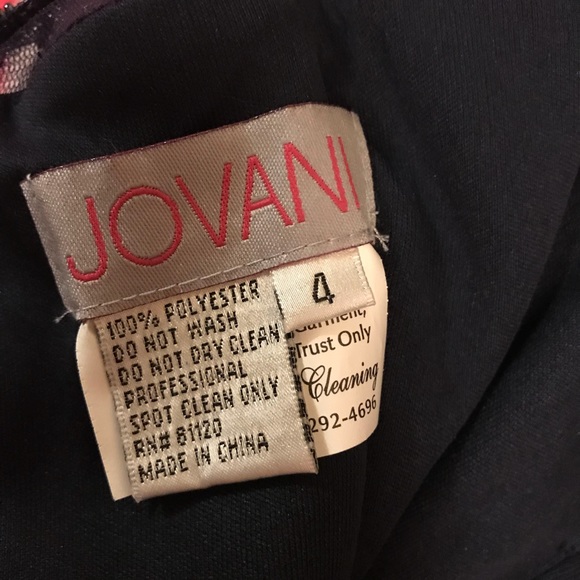 JOVANI
4
100% POLYESTER
DO NOT WASH
DO NOT DRY CLEAN
PROFESSIONAL
SPOT CLEAN ONLY
RN# 81120
MADE IN CHINA
Garment,
Trust Only
Cleaning
292-4696